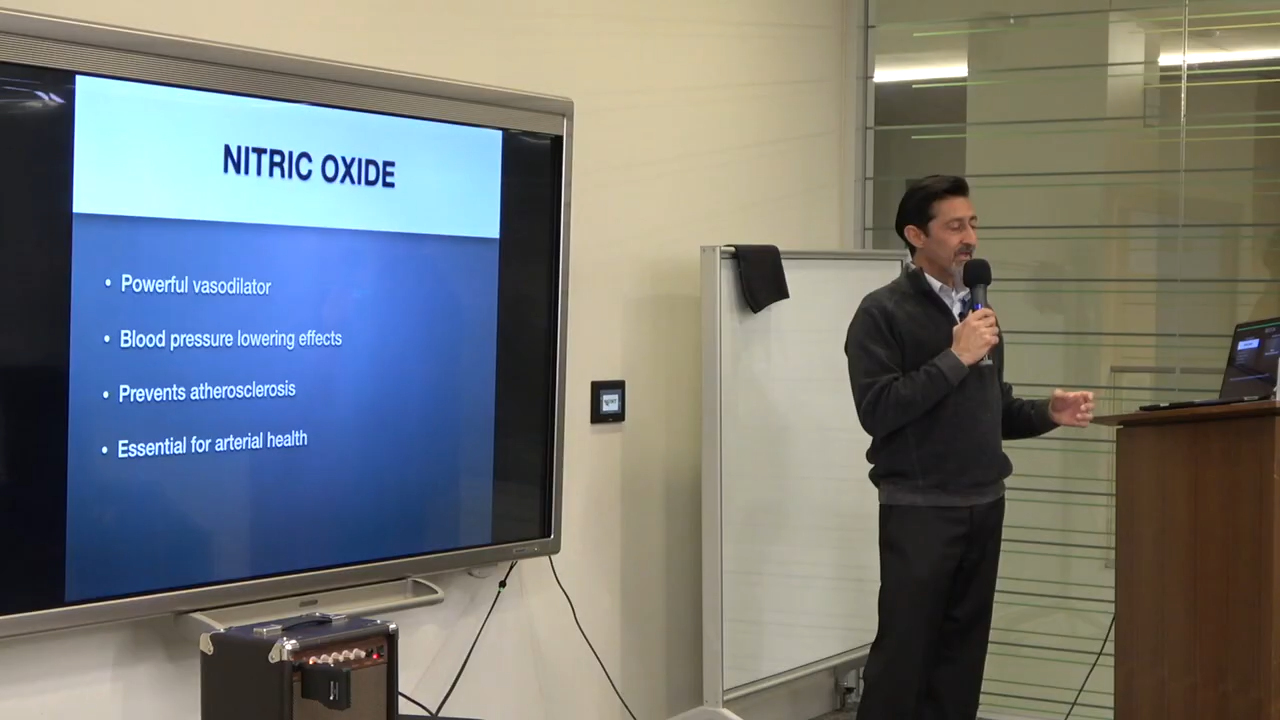 NITRIC OXIDE
• Powerful vasodilator
• Blood pressure lowering effects
• Prevents atherosclerosis
• Essential for arterial health